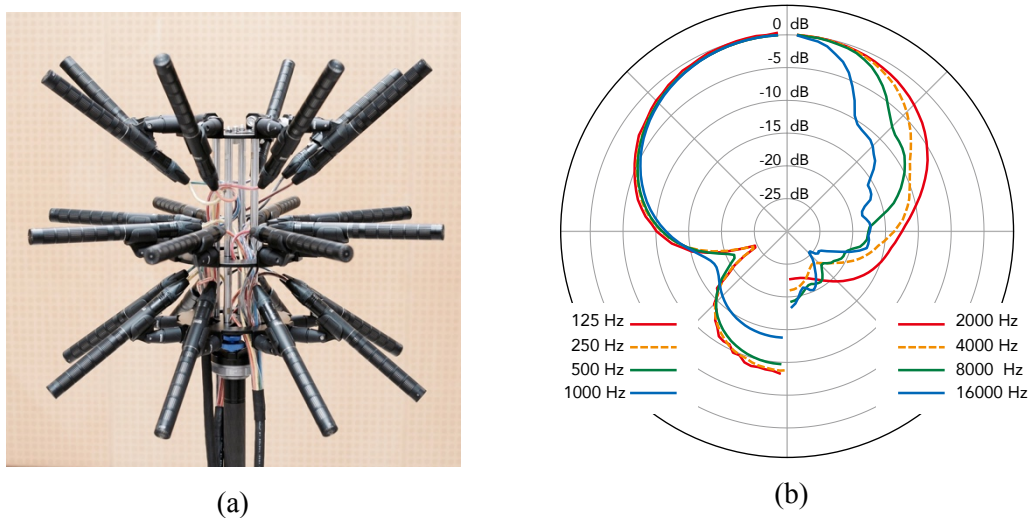 0 dB
-5 dB
-10 dB
-15 dB
-20 dB
-25 dB
125 Hz
250 Hz
500 Hz
1000 Hz
2000 Hz
4000 Hz
8000 Hz
16000 Hz
(a)
(b)